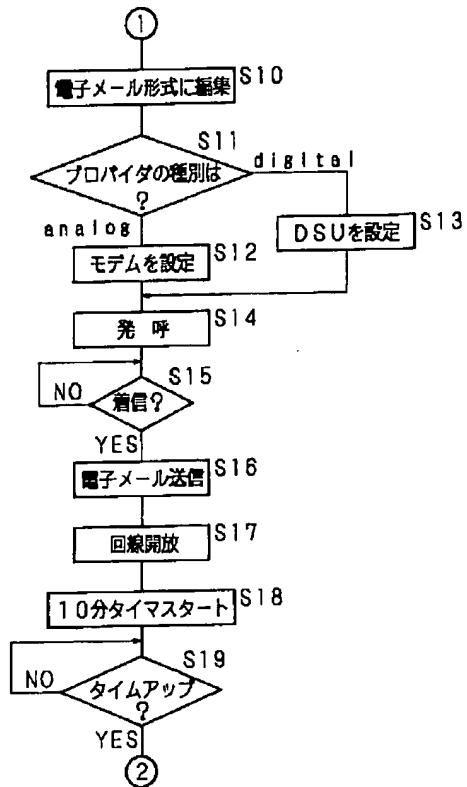 1
電子メール形式に編集
S10
S11
プロバイダの種別は
?
digital
analog
DSUを設定
S13
モデムを設定
S12
発 呼
S14
S15
着信?
NO
YES
電子メール送信
S16
回線開放
S17
10分タイマスタート
S18
S19
タイムアップ
?
NO
YES
2